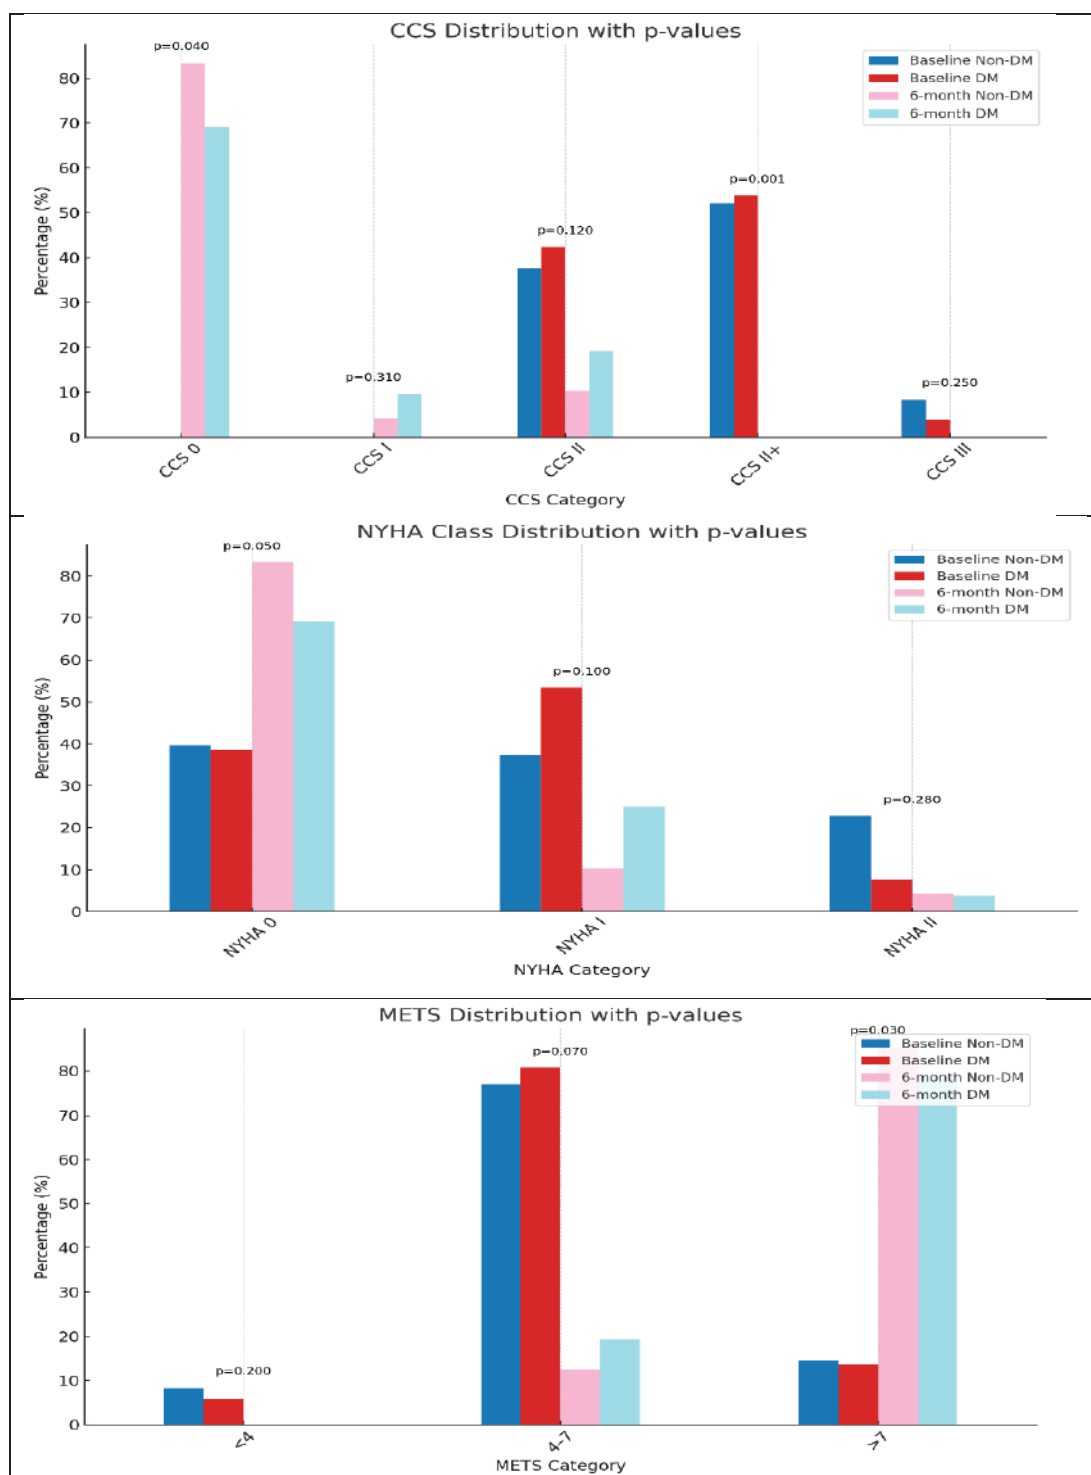 CCS Distribution with p-values
p=0.040
Baseline Non-DM
Baseline DM
6-month Non-DM
6-month DM
80
70
60
50
40
30
20
10
0
Percentage (%)
p=0.310
p=0.120
p=0.001
p=0.250
CCS 0
CCS I
CCS II
CCS II+
CCS III
CCS Category
NYHA Class Distribution with p-values
p=0.050
Baseline Non-DM
Baseline DM
6-month Non-DM
6-month DM
80
70
60
50
40
30
20
10
0
Percentage (%)
p=0.100
p=0.280
NYHA 0
NYHA I
NYHA II
NYHA Category
METS Distribution with p-values
p=0.030
Baseline Non-DM
Baseline DM
6-month Non-DM
6-month DM
80
70
60
50
40
30
20
10
0
Percentage (%)
p=0.070
p=0.200
<4
4–7
>7
METS Category